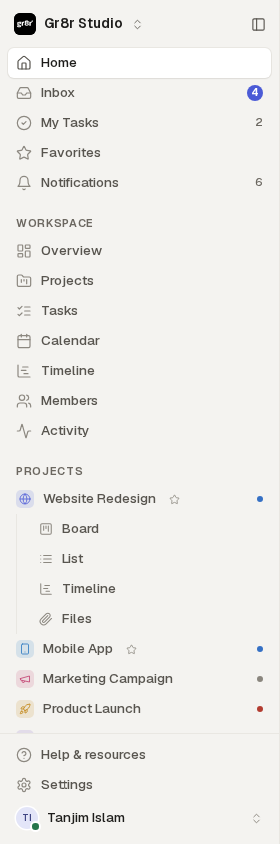 gr8r Gr8r Studio
Home
Inbox 4
My Tasks 2
Favorites
Notifications 6
WORKSPACE
Overview
Projects
Tasks
Calendar
Timeline
Members
Activity
PROJECTS
Website Redesign
Board
List
Timeline
Files
Mobile App
Marketing Campaign
Product Launch
Help & resources
Settings
TI Tanjim Islam